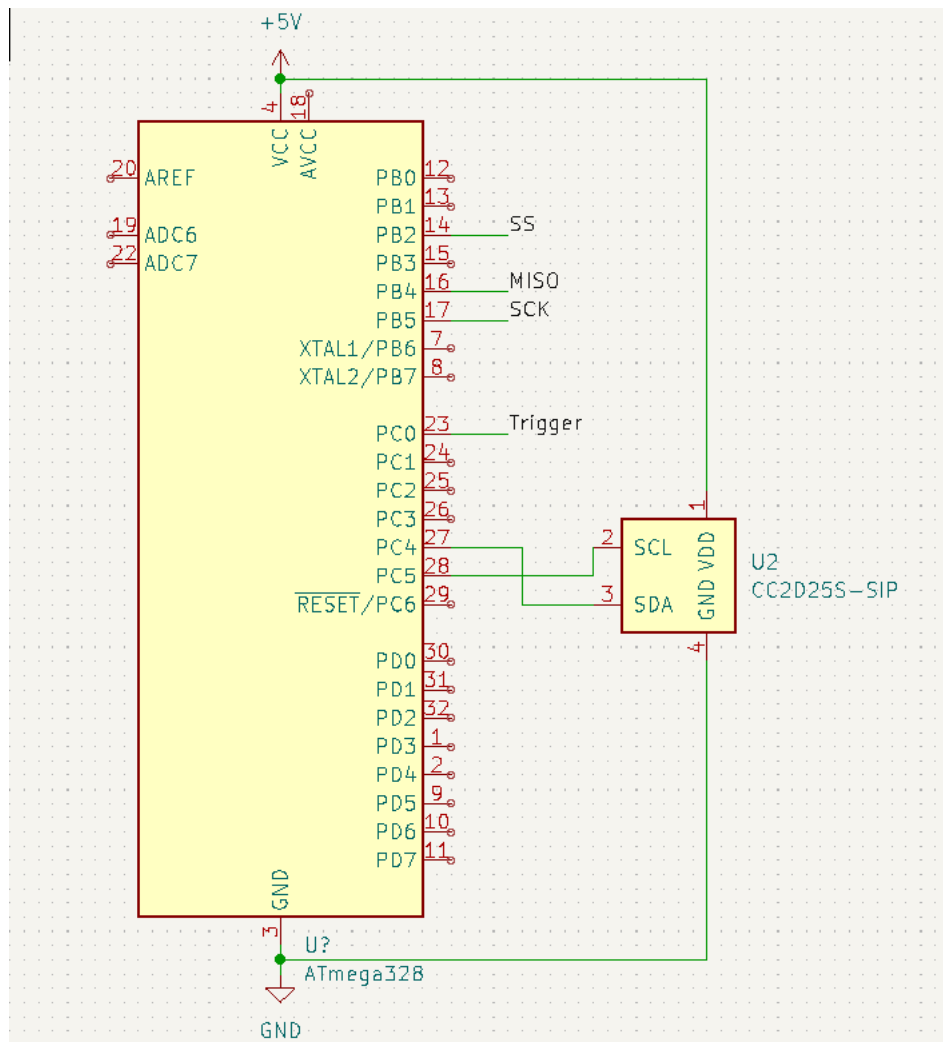 +5V
4
18
VCC
AVCC
20
AREF
PB0
12
PB1
13
19
ADC6
PB2
14
SS
22
ADC7
PB3
15
PB4
16
MISO
PB5
17
SCK
XTAL1/PB6
7
XTAL2/PB7
8
PC0
23
Trigger
PC1
24
PC2
25
PC3
26
PC4
27
PC5
28
RESET/PC6
29
1
2
SCL
VDD
3
SDA
GND
4
U2
CC2D25S-SIP
PD0
30
PD1
31
PD2
32
PD3
1
PD4
2
PD5
9
PD6
10
PD7
11
GND
3
U?
ATmega328
GND